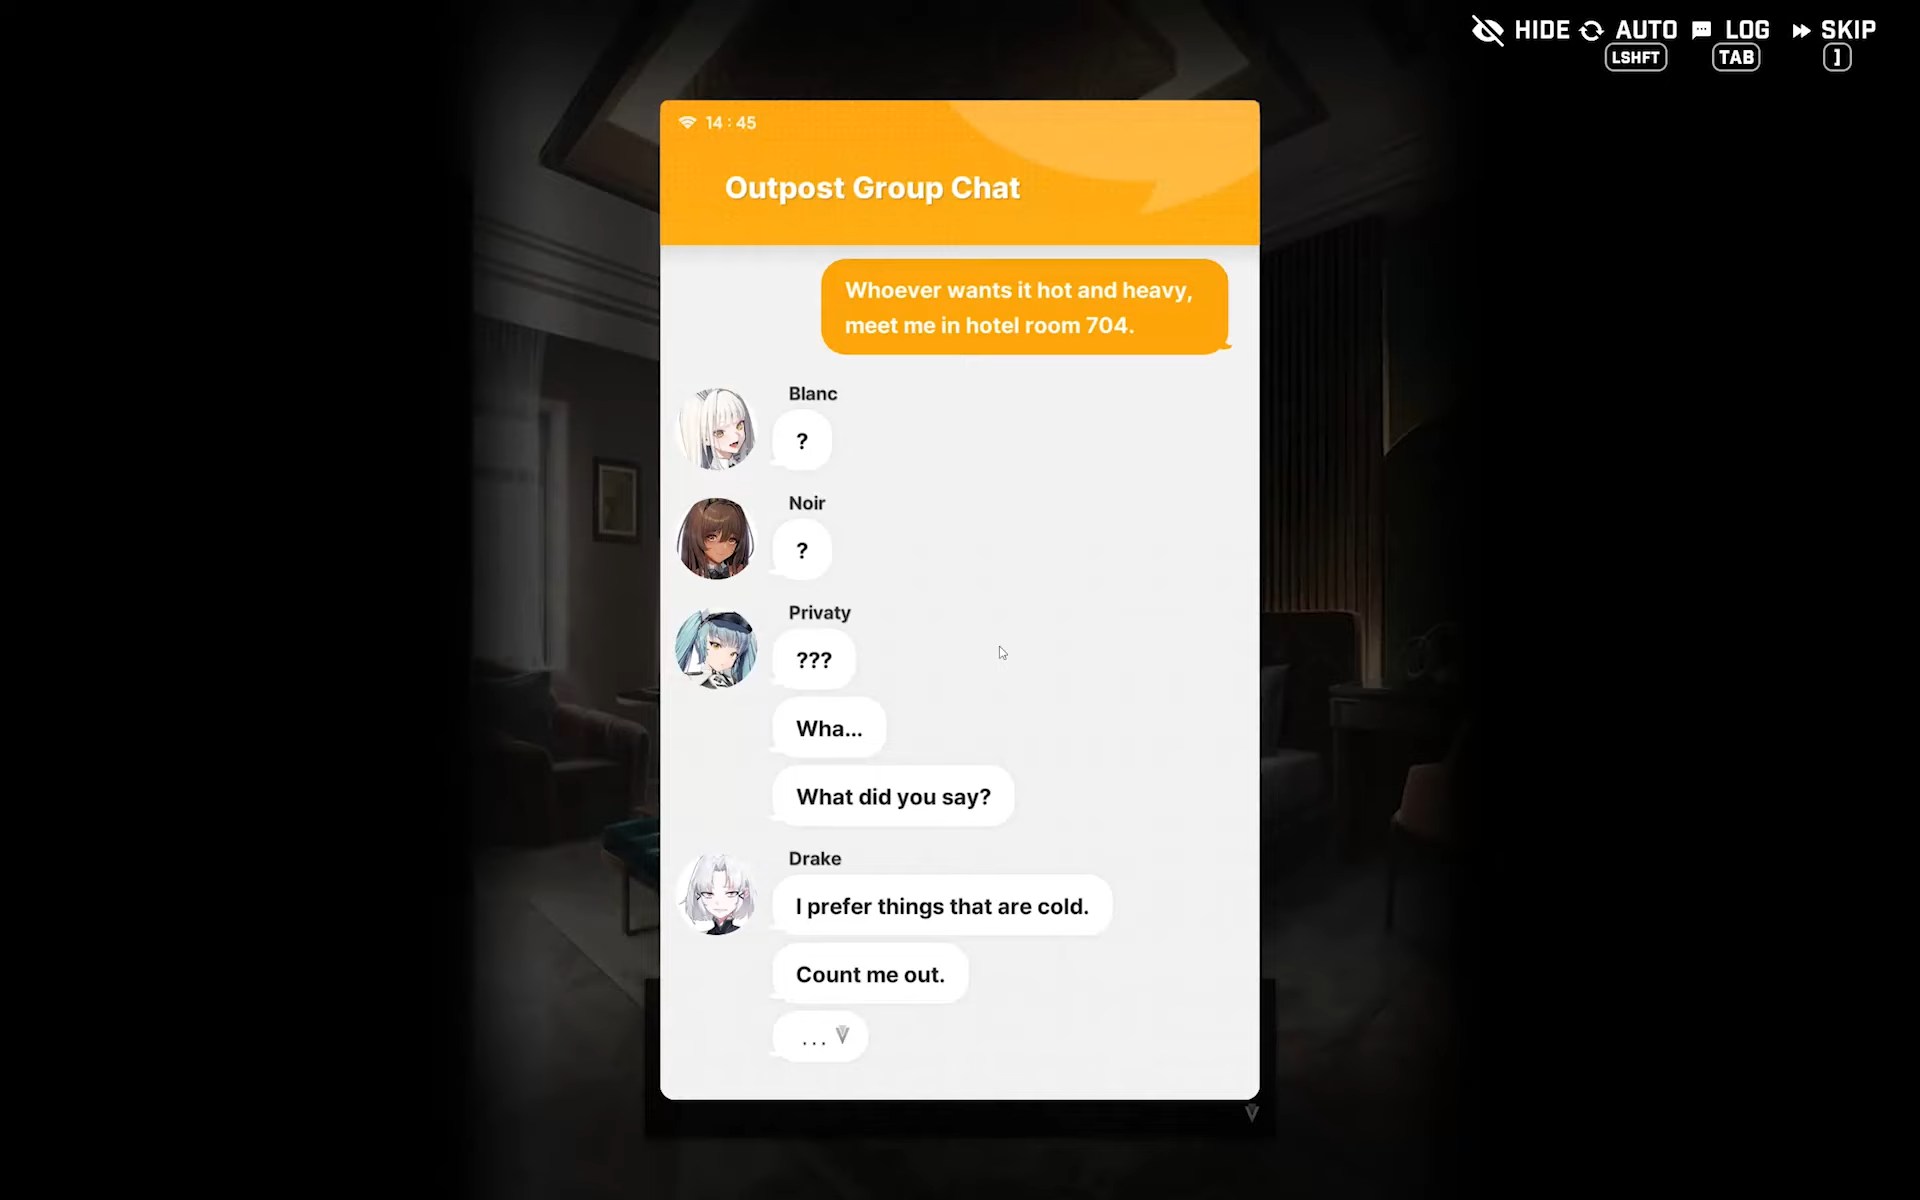 HIDE AUTO LOG SKIP
LSHFT TAB ]
14 : 45
Outpost Group Chat
Whoever wants it hot and heavy,
meet me in hotel room 704.
Blanc
?
Noir
?
Privaty
???
Wha...
What did you say?
Drake
I prefer things that are cold.
Count me out.
...